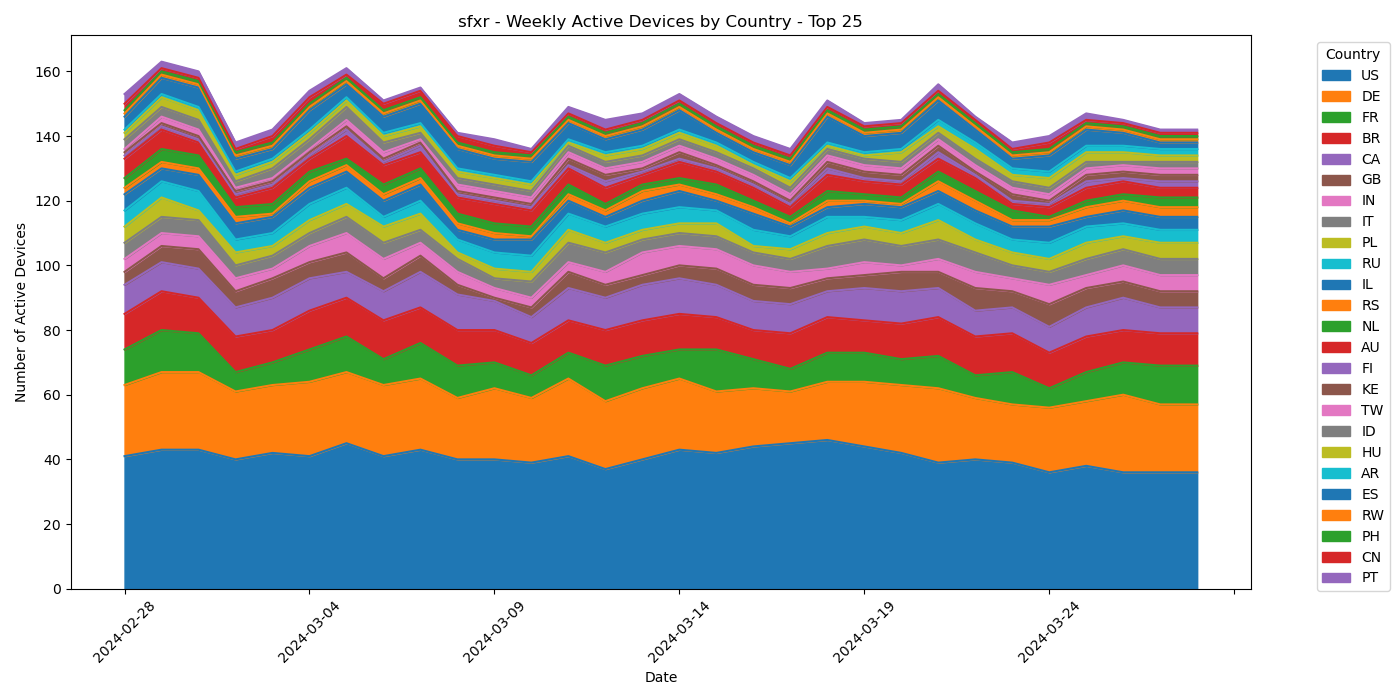 sfxr - Weekly Active Devices by Country - Top 25
Number of Active Devices
160
140
120
100
80
60
40
20
0
2024-02-28
2024-03-04
2024-03-09
2024-03-14
2024-03-19
2024-03-24
Date
Country
US
DE
FR
BR
CA
GB
IN
IT
PL
RU
IL
RS
NL
AU
FI
KE
TW
ID
HU
AR
ES
RW
PH
CN
PT